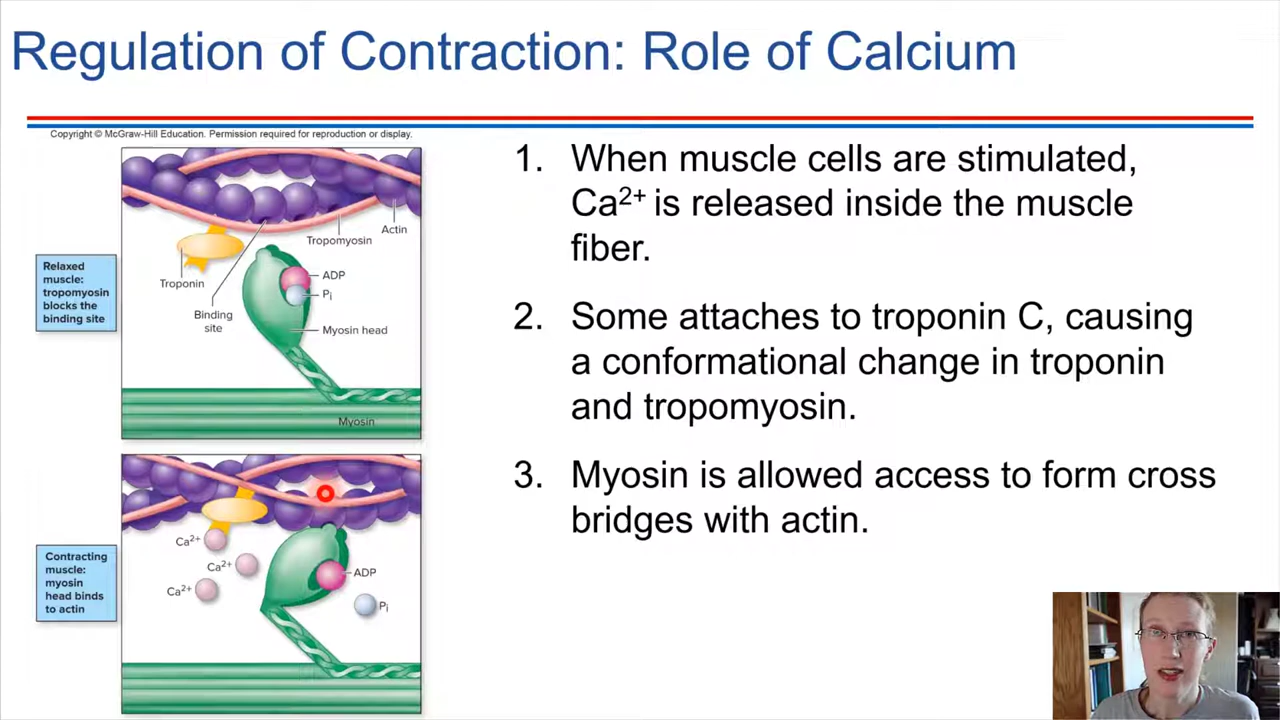 Regulation of Contraction: Role of Calcium
Copyright © McGraw-Hill Education. Permission required for reproduction or display.
Relaxed
muscle:
tropomyosin
blocks the
binding site
Actin
Tropomyosin
Troponin
Binding
site
ADP
Pi
Myosin head
Myosin
Contracting
muscle:
myosin
head binds
to actin
Ca2+
Ca2+
Ca2+
ADP
Pi
1. When muscle cells are stimulated,
Ca2+ is released inside the muscle
fiber.
2. Some attaches to troponin C, causing
a conformational change in troponin
and tropomyosin.
3. Myosin is allowed access to form cross
bridges with actin.